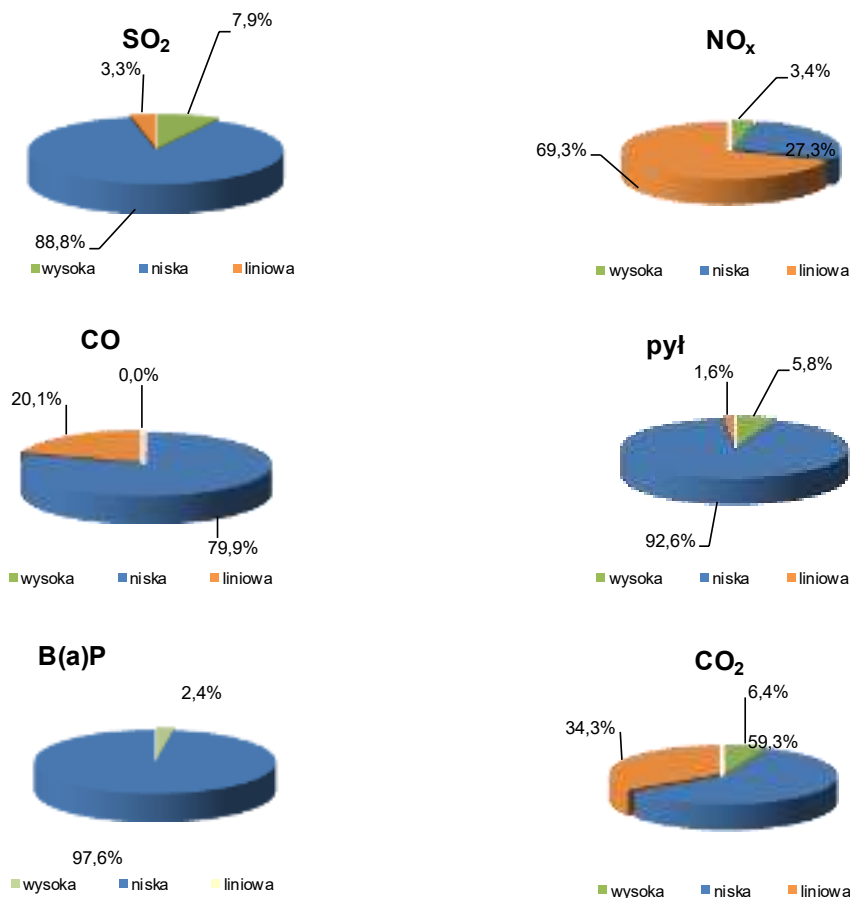 SO₂
7,9%
3,3%
88,8%
wysoka niska liniowa
NOₓ
3,4%
27,3%
69,3%
wysoka niska liniowa
CO
0,0%
20,1%
79,9%
wysoka niska liniowa
pył
5,8%
1,6%
92,6%
wysoka niska liniowa
B(a)P
2,4%
97,6%
wysoka niska liniowa
CO₂
6,4%
59,3%
34,3%
wysoka niska liniowa